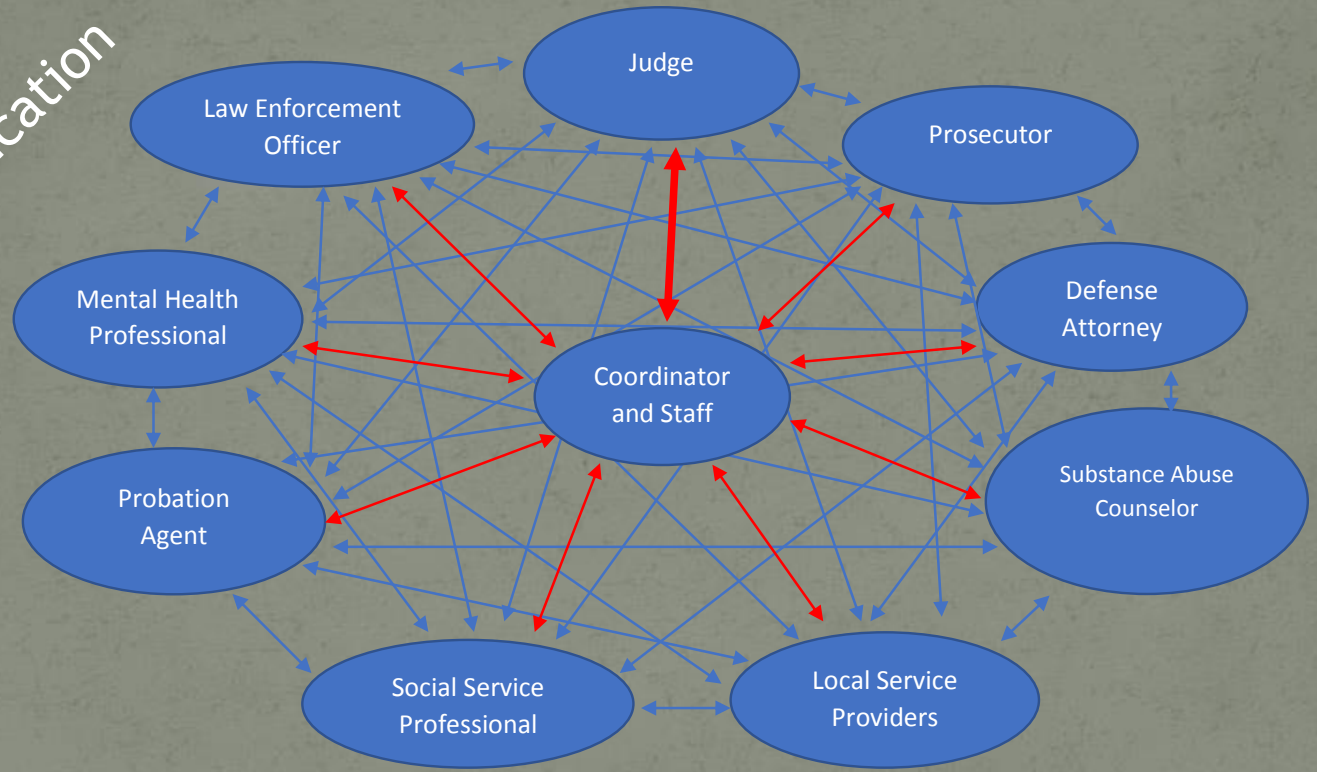 Judge
Law Enforcement
Officer
Prosecutor
Mental Health
Professional
Defense
Attorney
Coordinator
and Staff
Substance Abuse
Counselor
Probation
Agent
Social Service
Professional
Local Service
Providers